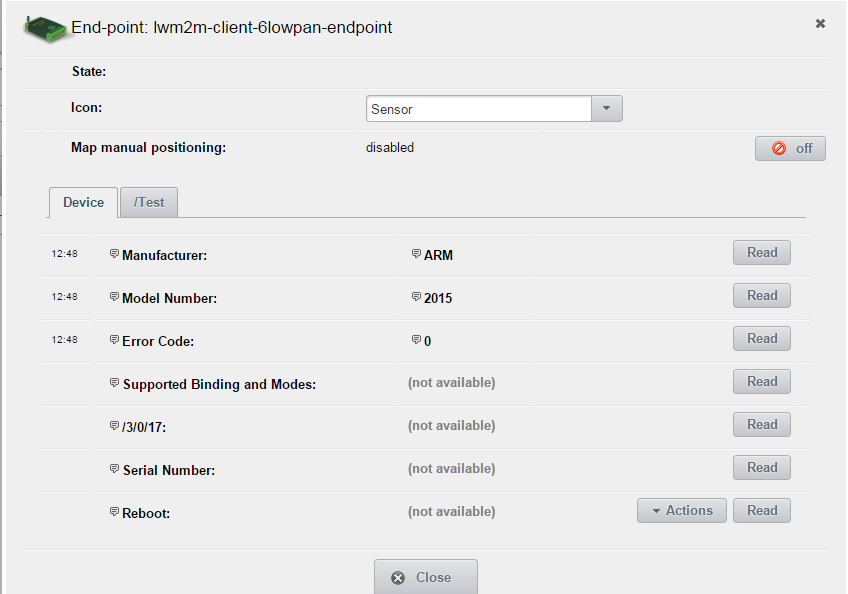 End-point: lwm2m-client-6lowpan-endpoint
State:
Icon: Sensor
Map manual positioning: disabled off
Device /Test
12:48 Manufacturer: ARM Read
12:48 Model Number: 2015 Read
12:48 Error Code: 0 Read
Supported Binding and Modes: (not available) Read
/3/0/17: (not available) Read
Serial Number: (not available) Read
Reboot: (not available) Actions Read
Close